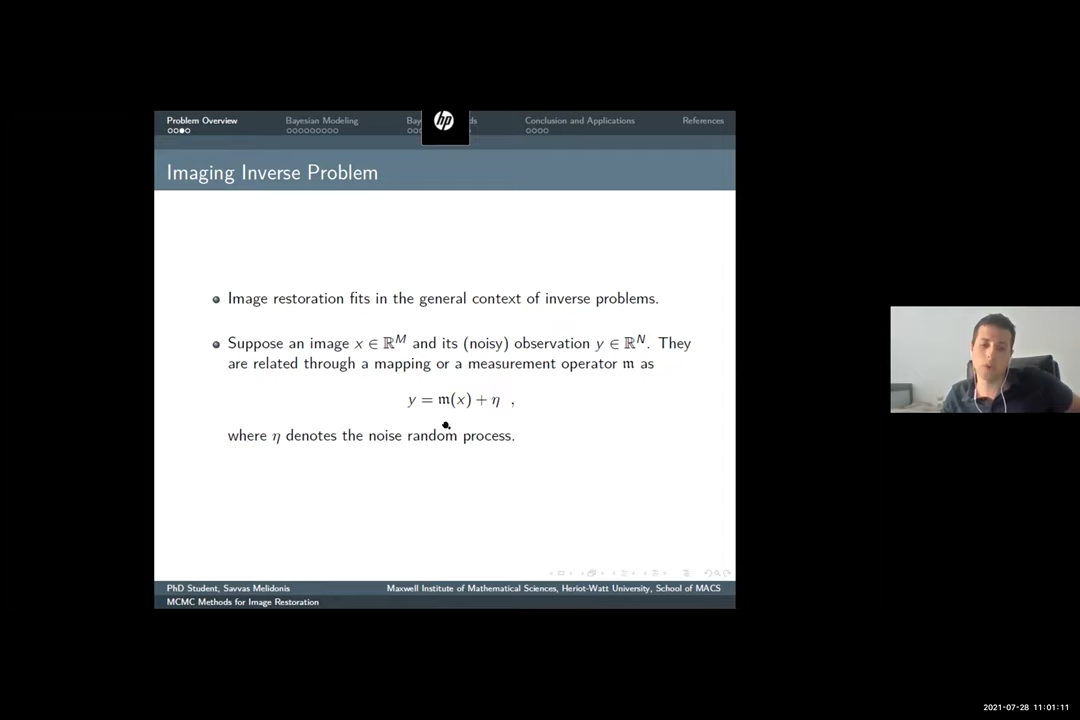 Problem Overview Bayesian Modeling Conclusion and Applications References
hp
Imaging Inverse Problem
Image restoration fits in the general context of inverse problems.
Suppose an image x ∈ ℝᴹ and its (noisy) observation y ∈ ℝᴺ. They
are related through a mapping or a measurement operator 𝔪 as
y = 𝔪(x) + η ,
where η denotes the noise random process.
PhD Student, Savvas Melidonis Maxwell Institute of Mathematical Sciences, Heriot-Watt University, School of MACS
MCMC Methods for Image Restoration
2021-07-28 11:01:11